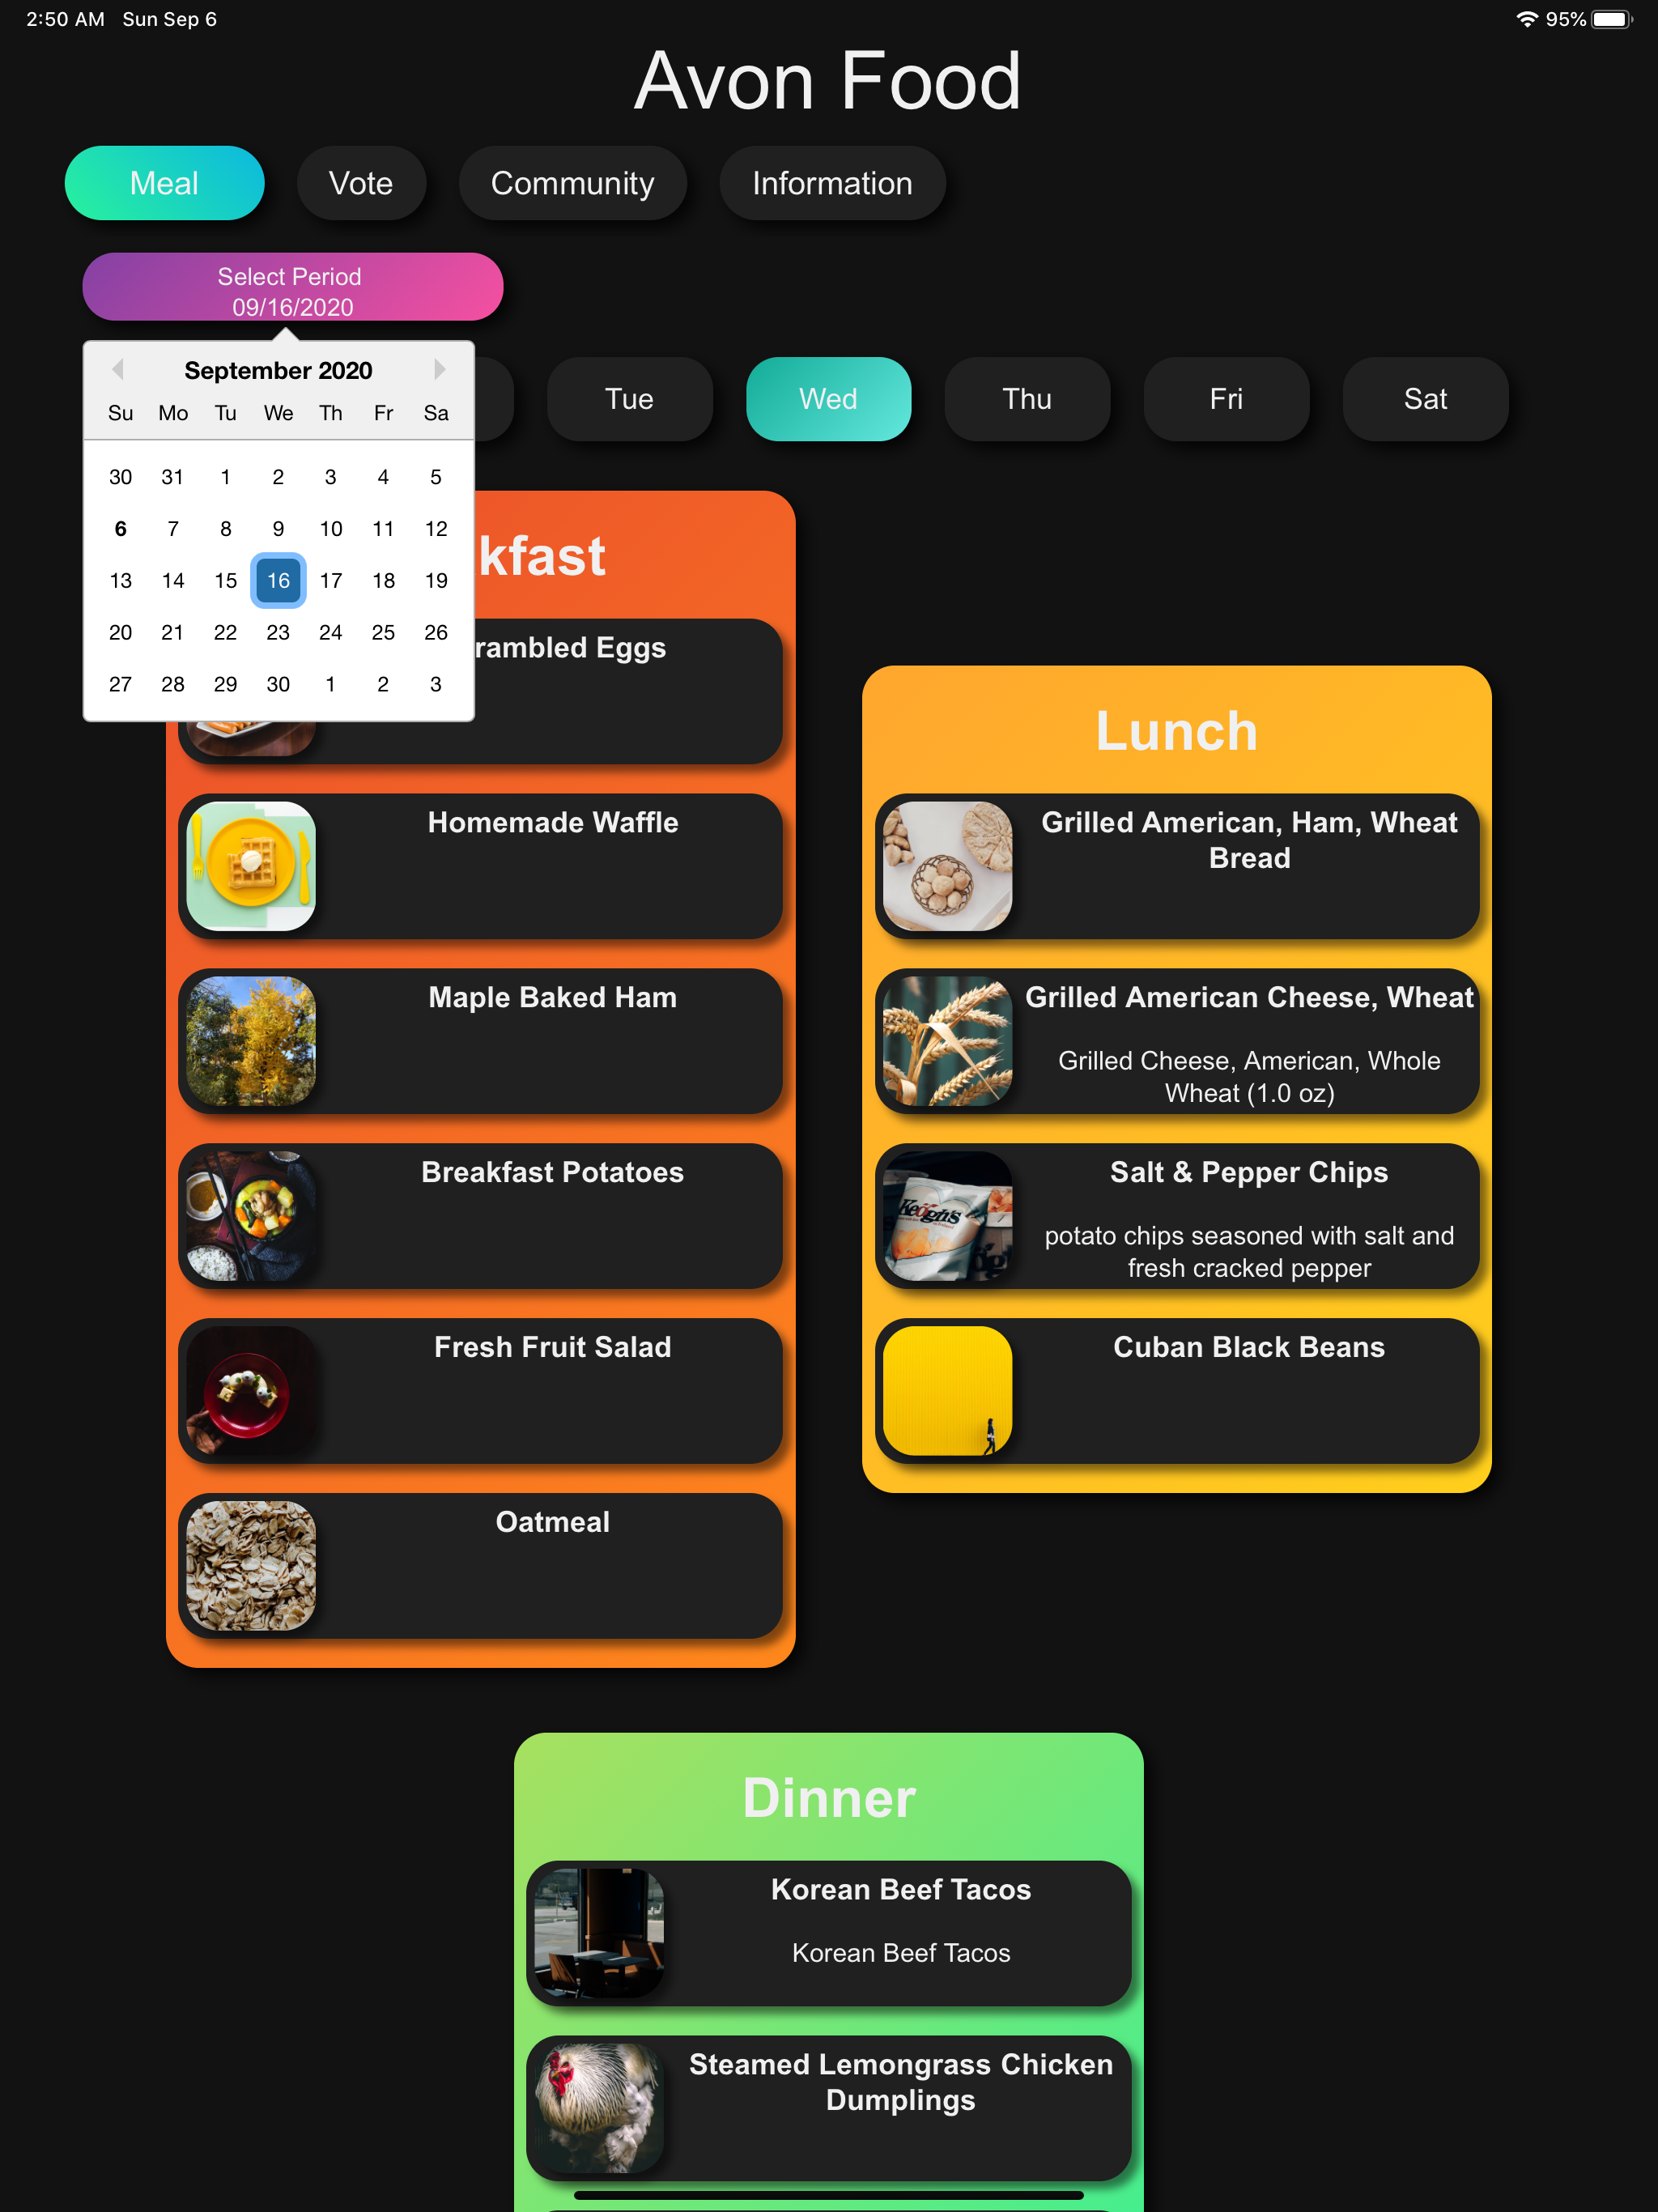 2:50 AM Sun Sep 6
95%
Avon Food
Meal
Vote
Community
Information
Select Period
09/16/2020
September 2020
Su Mo Tu We Th Fr Sa
30 31 1 2 3 4 5
6 7 8 9 10 11 12
13 14 15 16 17 18 19
20 21 22 23 24 25 26
27 28 29 30 1 2 3
Tue
Wed
Thu
Fri
Sat
kfast
rambled Eggs
Homemade Waffle
Maple Baked Ham
Breakfast Potatoes
Fresh Fruit Salad
Oatmeal
Lunch
Grilled American, Ham, Wheat
Bread
Grilled American Cheese, Wheat
Grilled Cheese, American, Whole
Wheat (1.0 oz)
Keogh's
Salt & Pepper Chips
potato chips seasoned with salt and
fresh cracked pepper
Cuban Black Beans
Dinner
Korean Beef Tacos
Korean Beef Tacos
Steamed Lemongrass Chicken
Dumplings